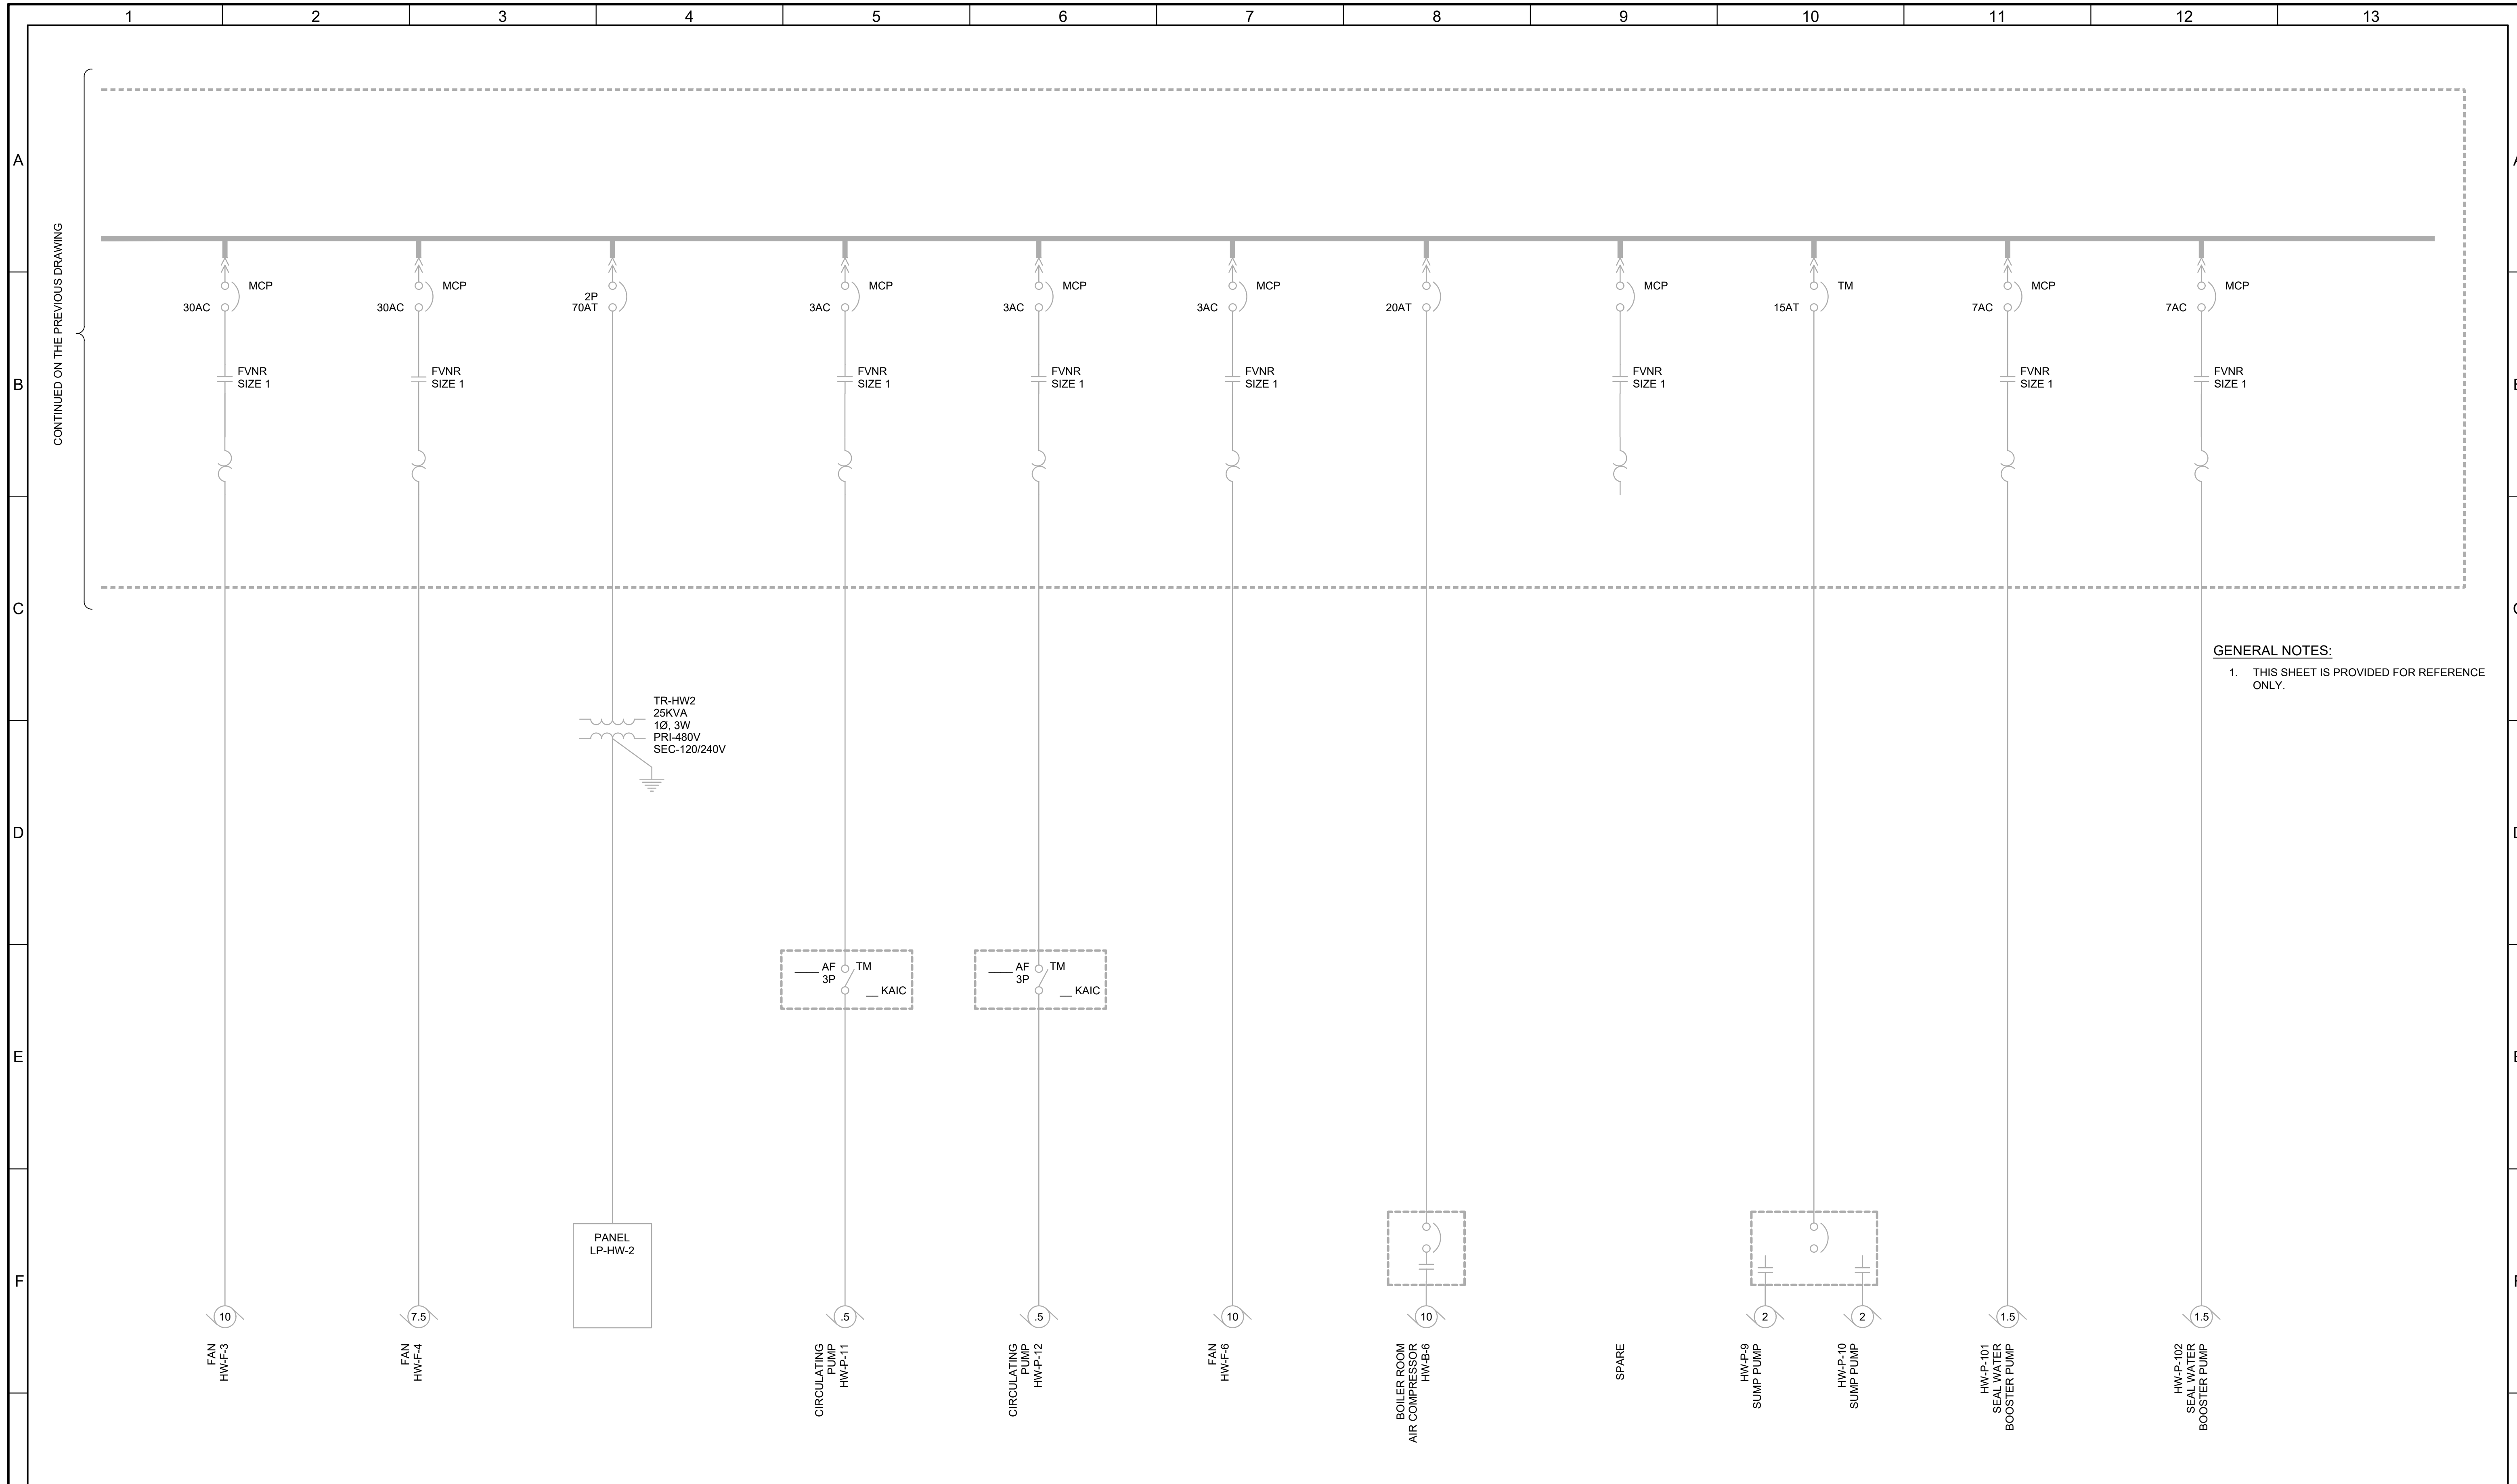 1 2 3 4 5 6 7 8 9 10 11 12 13
A
A
CONTINUED ON THE PREVIOUS DRAWING
MCP
30AC
MCP
30AC
2P
70AT
MCP
3AC
MCP
3AC
MCP
3AC
20AT
MCP
TM
15AT
MCP
7AC
MCP
7AC
B
B
FVNR
SIZE 1
FVNR
SIZE 1
FVNR
SIZE 1
FVNR
SIZE 1
FVNR
SIZE 1
FVNR
SIZE 1
FVNR
SIZE 1
FVNR
SIZE 1
C
C
GENERAL NOTES:
1. THIS SHEET IS PROVIDED FOR REFERENCE
ONLY.
TR-HW2
25KVA
1Ø, 3W
PRI-480V
SEC-120/240V
D
D
____ AF TM
3P
__ KAIC
____ AF TM
3P
__ KAIC
E
E
PANEL
LP-HW-2
F
F
10
7.5
.5
.5
10
10
2
2
1.5
1.5
FAN
HW-F-3
FAN
HW-F-4
CIRCULATING
PUMP
HW-P-11
CIRCULATING
PUMP
HW-P-12
FAN
HW-F-6
BOILER ROOM
AIR COMPRESSOR
HW-B-6
SPARE
HW-P-9
SUMP PUMP
HW-P-10
SUMP PUMP
HW-P-101
SEAL WATER
BOOSTER PUMP
HW-P-102
SEAL WATER
BOOSTER PUMP